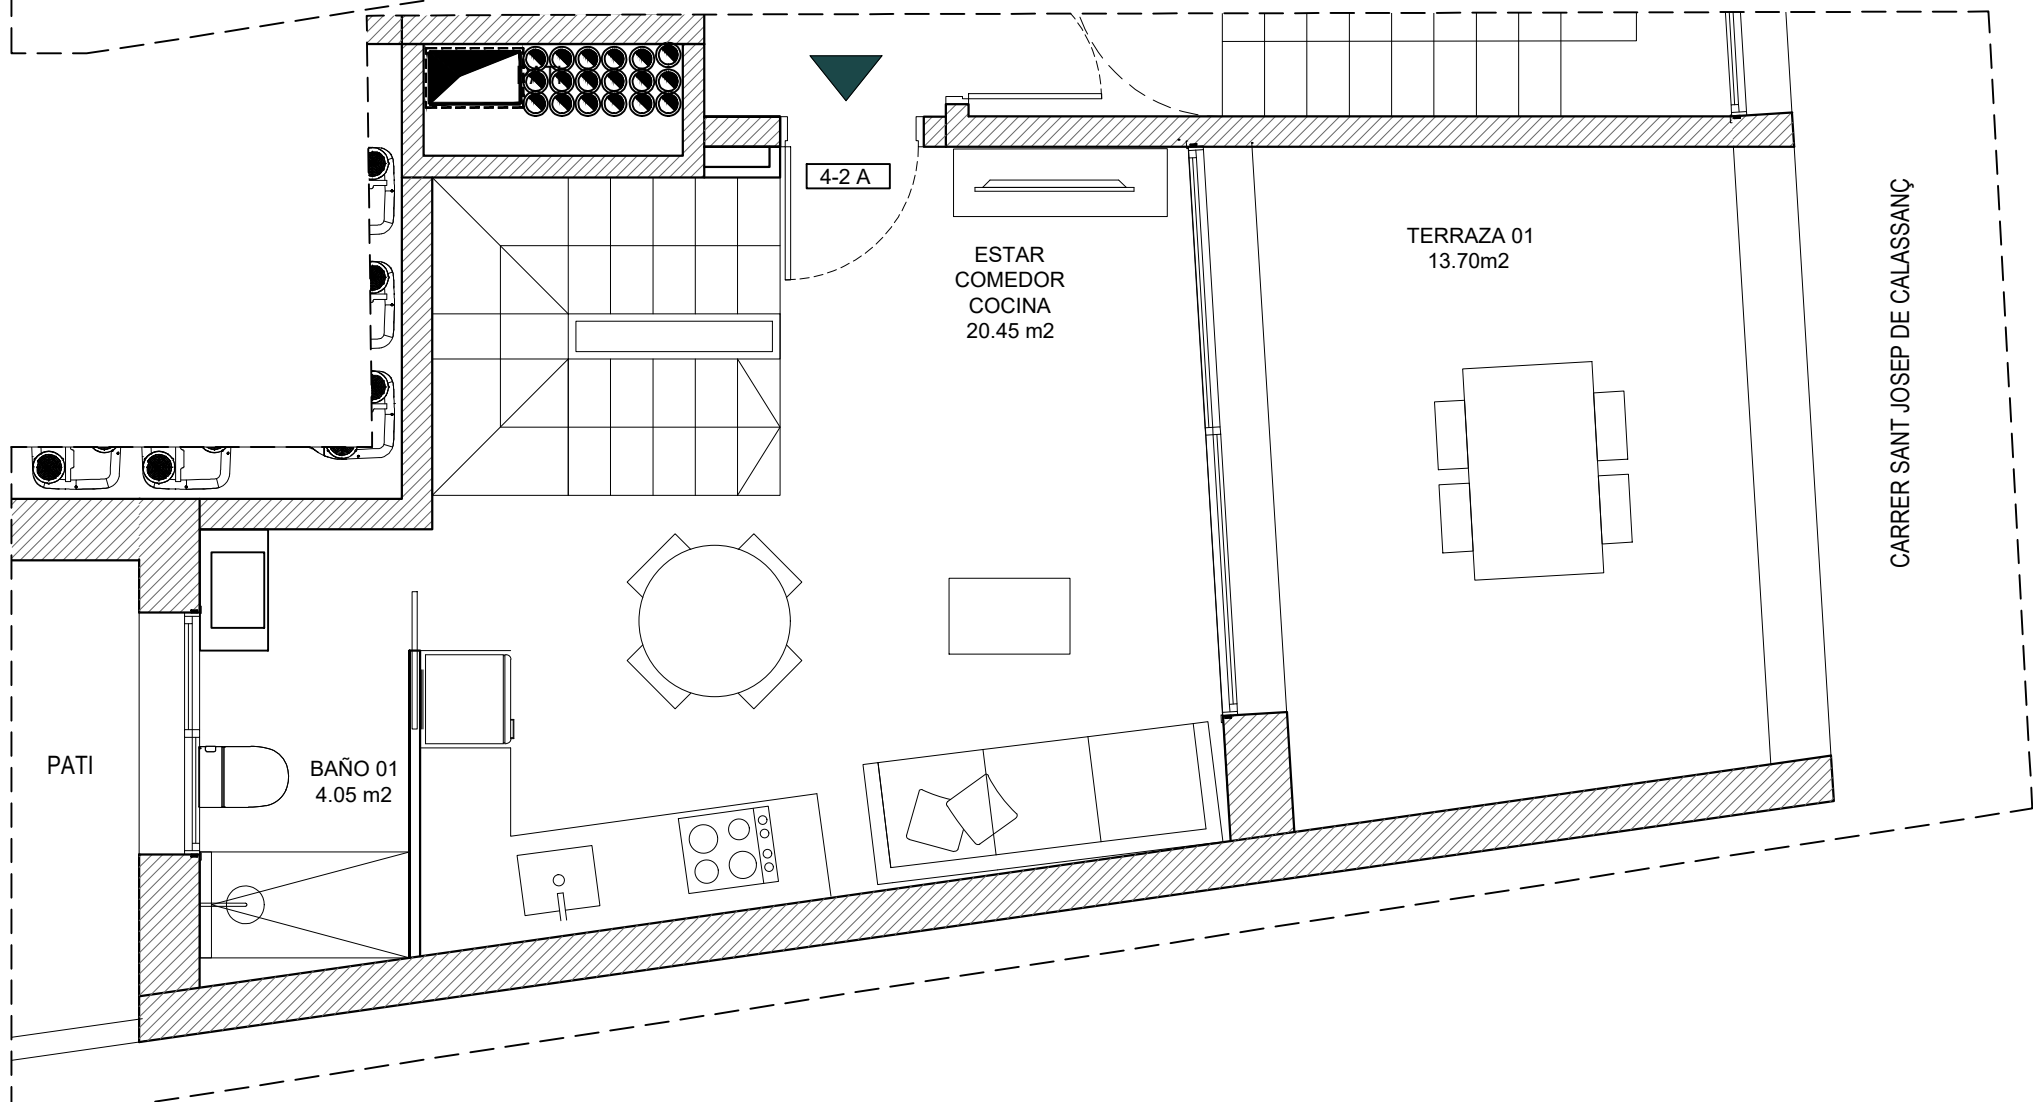 4-2 A
ESTAR
COMEDOR
COCINA
20.45 m2
TERRAZA 01
13.70m2
CARRER SANT JOSEP DE CALASSANÇ
PATI
BAÑO 01
4.05 m2